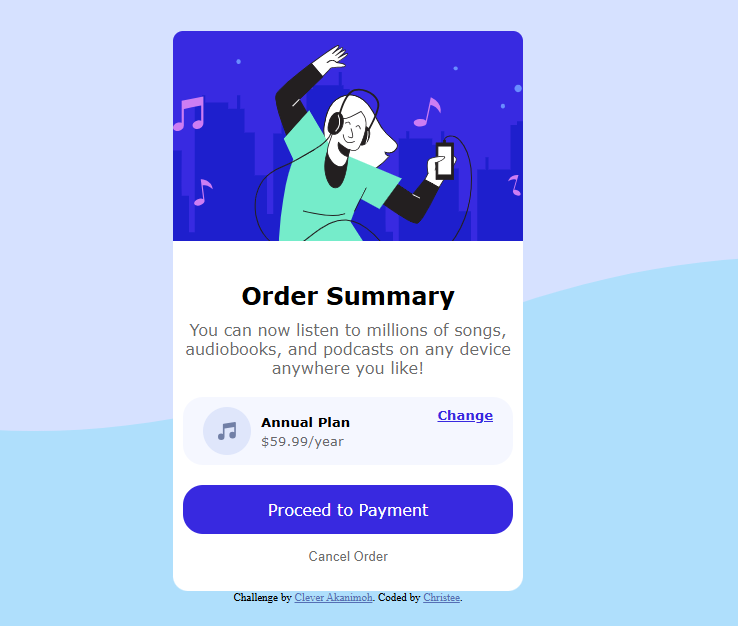 Order Summary
You can now listen to millions of songs,
audiobooks, and podcasts on any device
anywhere you like!
Annual Plan
Change
$59.99/year
Proceed to Payment
Cancel Order
Challenge by Clever Akanimoh. Coded by Christee.